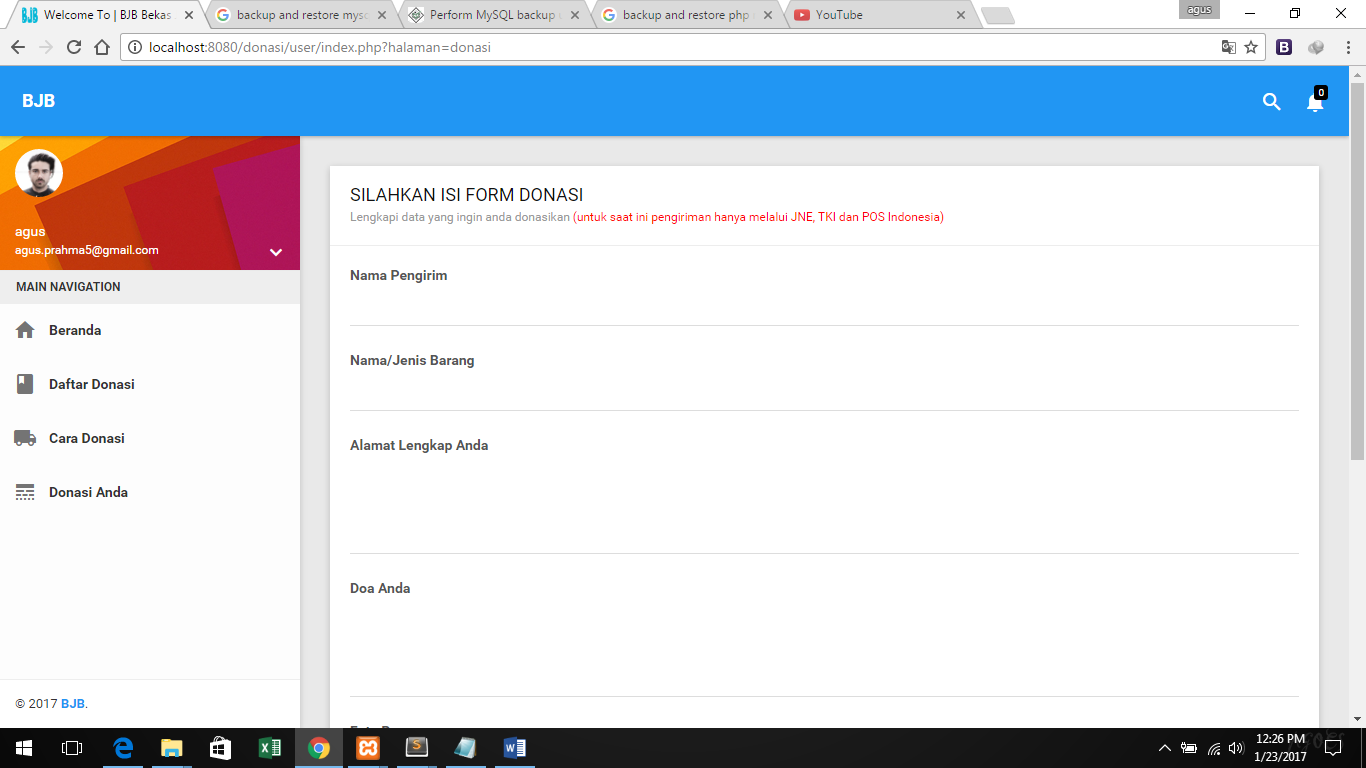 Welcome To | BJB Bekas
backup and restore myso
Perform MySQL backup
backup and restore php
YouTube
agus
localhost:8080/donasi/user/index.php?halaman=donasi
B
BJB
0
agus
agus.prahma5@gmail.com
MAIN NAVIGATION
Beranda
Daftar Donasi
Cara Donasi
Donasi Anda
© 2017 BJB.
SILAHKAN ISI FORM DONASI
Lengkapi data yang ingin anda donasikan (untuk saat ini pengiriman hanya melalui JNE, TKI dan POS Indonesia)
Nama Pengirim
Nama/Jenis Barang
Alamat Lengkap Anda
Doa Anda
12:26 PM
1/23/2017